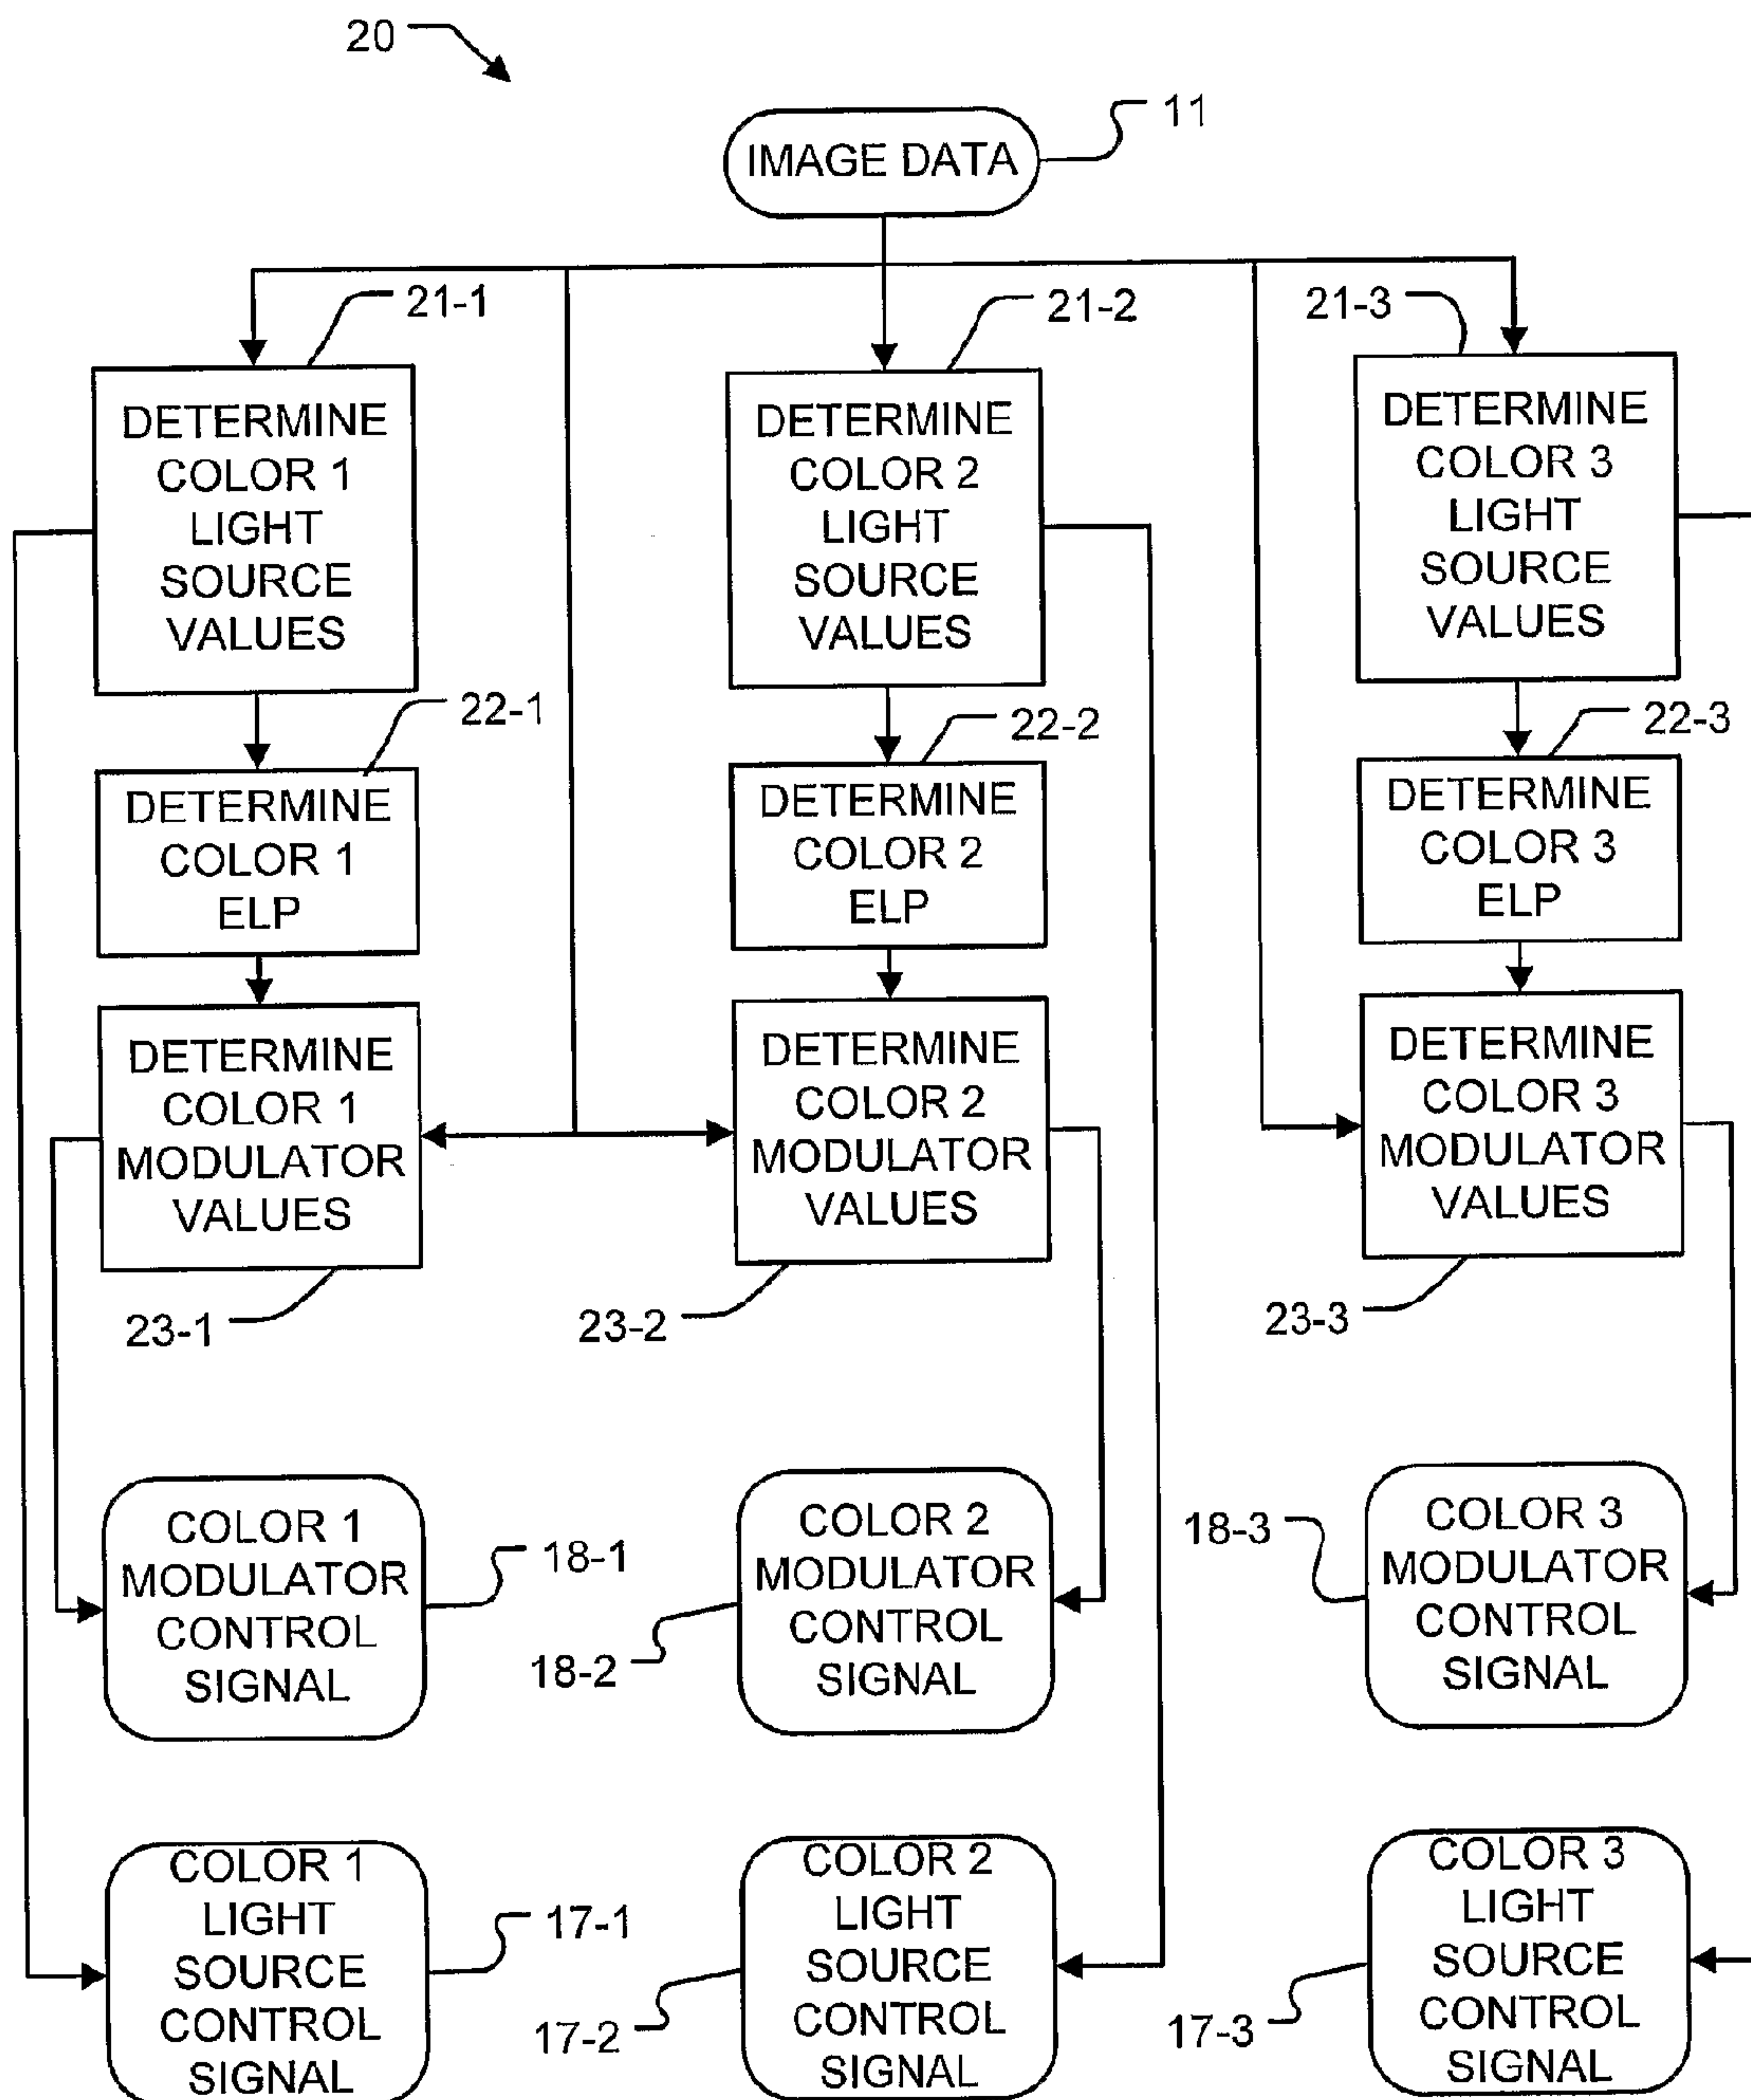 20
11
IMAGE DATA
21-1
21-2
21-3
DETERMINE
COLOR 1
LIGHT
SOURCE
VALUES
DETERMINE
COLOR 2
LIGHT
SOURCE
VALUES
DETERMINE
COLOR 3
LIGHT
SOURCE
VALUES
22-1
22-2
22-3
DETERMINE
COLOR 1
ELP
DETERMINE
COLOR 2
ELP
DETERMINE
COLOR 3
ELP
DETERMINE
COLOR 1
MODULATOR
VALUES
DETERMINE
COLOR 2
MODULATOR
VALUES
DETERMINE
COLOR 3
MODULATOR
VALUES
23-1
23-2
23-3
COLOR 1
MODULATOR
CONTROL
SIGNAL
18-1
18-2
COLOR 2
MODULATOR
CONTROL
SIGNAL
18-3
COLOR 3
MODULATOR
CONTROL
SIGNAL
COLOR 1
LIGHT
SOURCE
CONTROL
SIGNAL
17-1
17-2
COLOR 2
LIGHT
SOURCE
CONTROL
SIGNAL
17-3
COLOR 3
LIGHT
SOURCE
CONTROL
SIGNAL